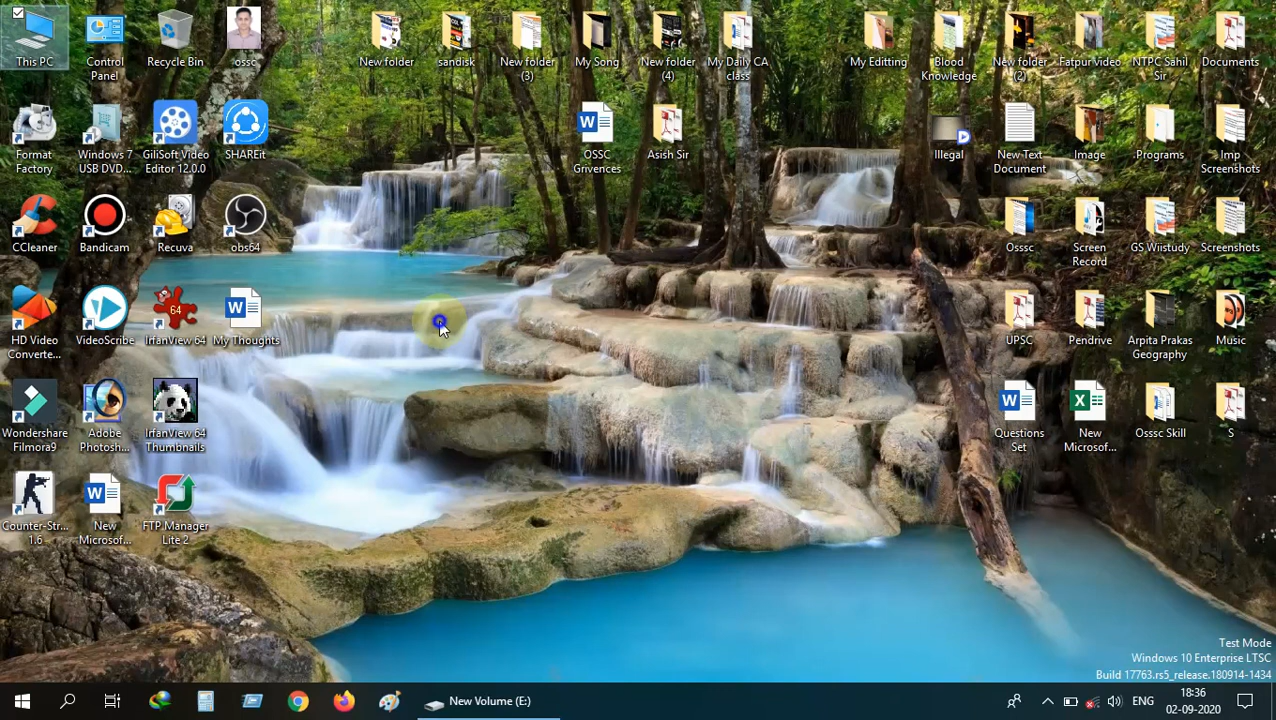 This PC
Control
Panel
Recycle Bin
ossc
New folder
sandisk
New folder
(3)
My Song
New folder
(4)
My Daily CA
class
My Editting
Blood
Knowledge
New folder
(2)
Fatpur video
NTPC Sahil
Sir
Documents
Format
Factory
Windows 7
USB DVD...
GiliSoft Video
Editor 12.0.0
SHAREit
OSSC
Grivences
Asish Sir
Illegal
New Text
Document
Image
Programs
Imp
Screenshots
CCleaner
Bandicam
Recuva
obs64
Osssc
Screen
Record
GS Wiistudy
Screenshots
HD Video
Converte...
VideoScribe
64
IrfanView 64
My Thoughts
UPSC
Pendrive
Arpita Prakas
Geography
Music
Wondershare
Filmora9
Adobe
Photosh...
IrfanView 64
Thumbnails
Questions
Set
New
Microsof...
Osssc Skill
S
Counter-Str...
1.6
New
Microsof...
FTP Manager
Lite 2
Test Mode
Windows 10 Enterprise LTSC
Build 17763.rs5_release.180914-1434
New Volume (E:)
ENG
18:36
02-09-2020